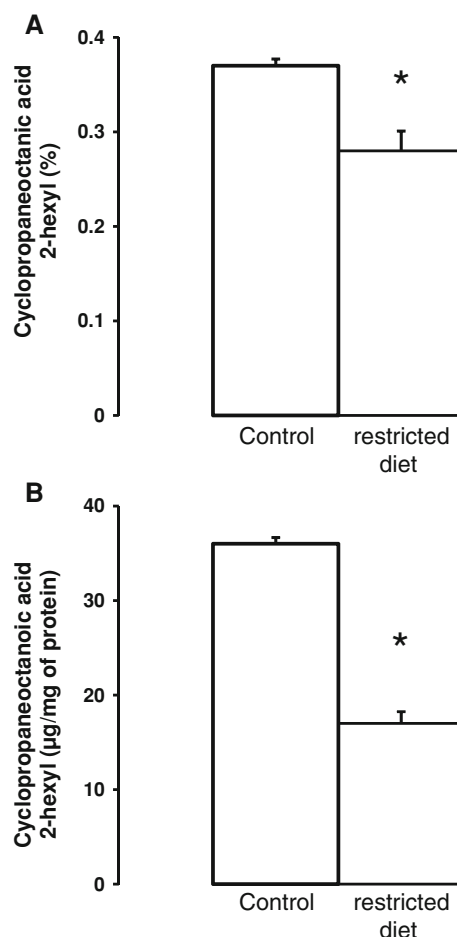 A
Cyclopropaneoctanic acid
2-hexyl (%)
0.4
0.3
0.2
0.1
0
*
Control
restricted
diet
B
Cyclopropaneoctanoic acid
2-hexyl (µg/mg of protein)
40
30
20
10
0
*
Control
restricted
diet